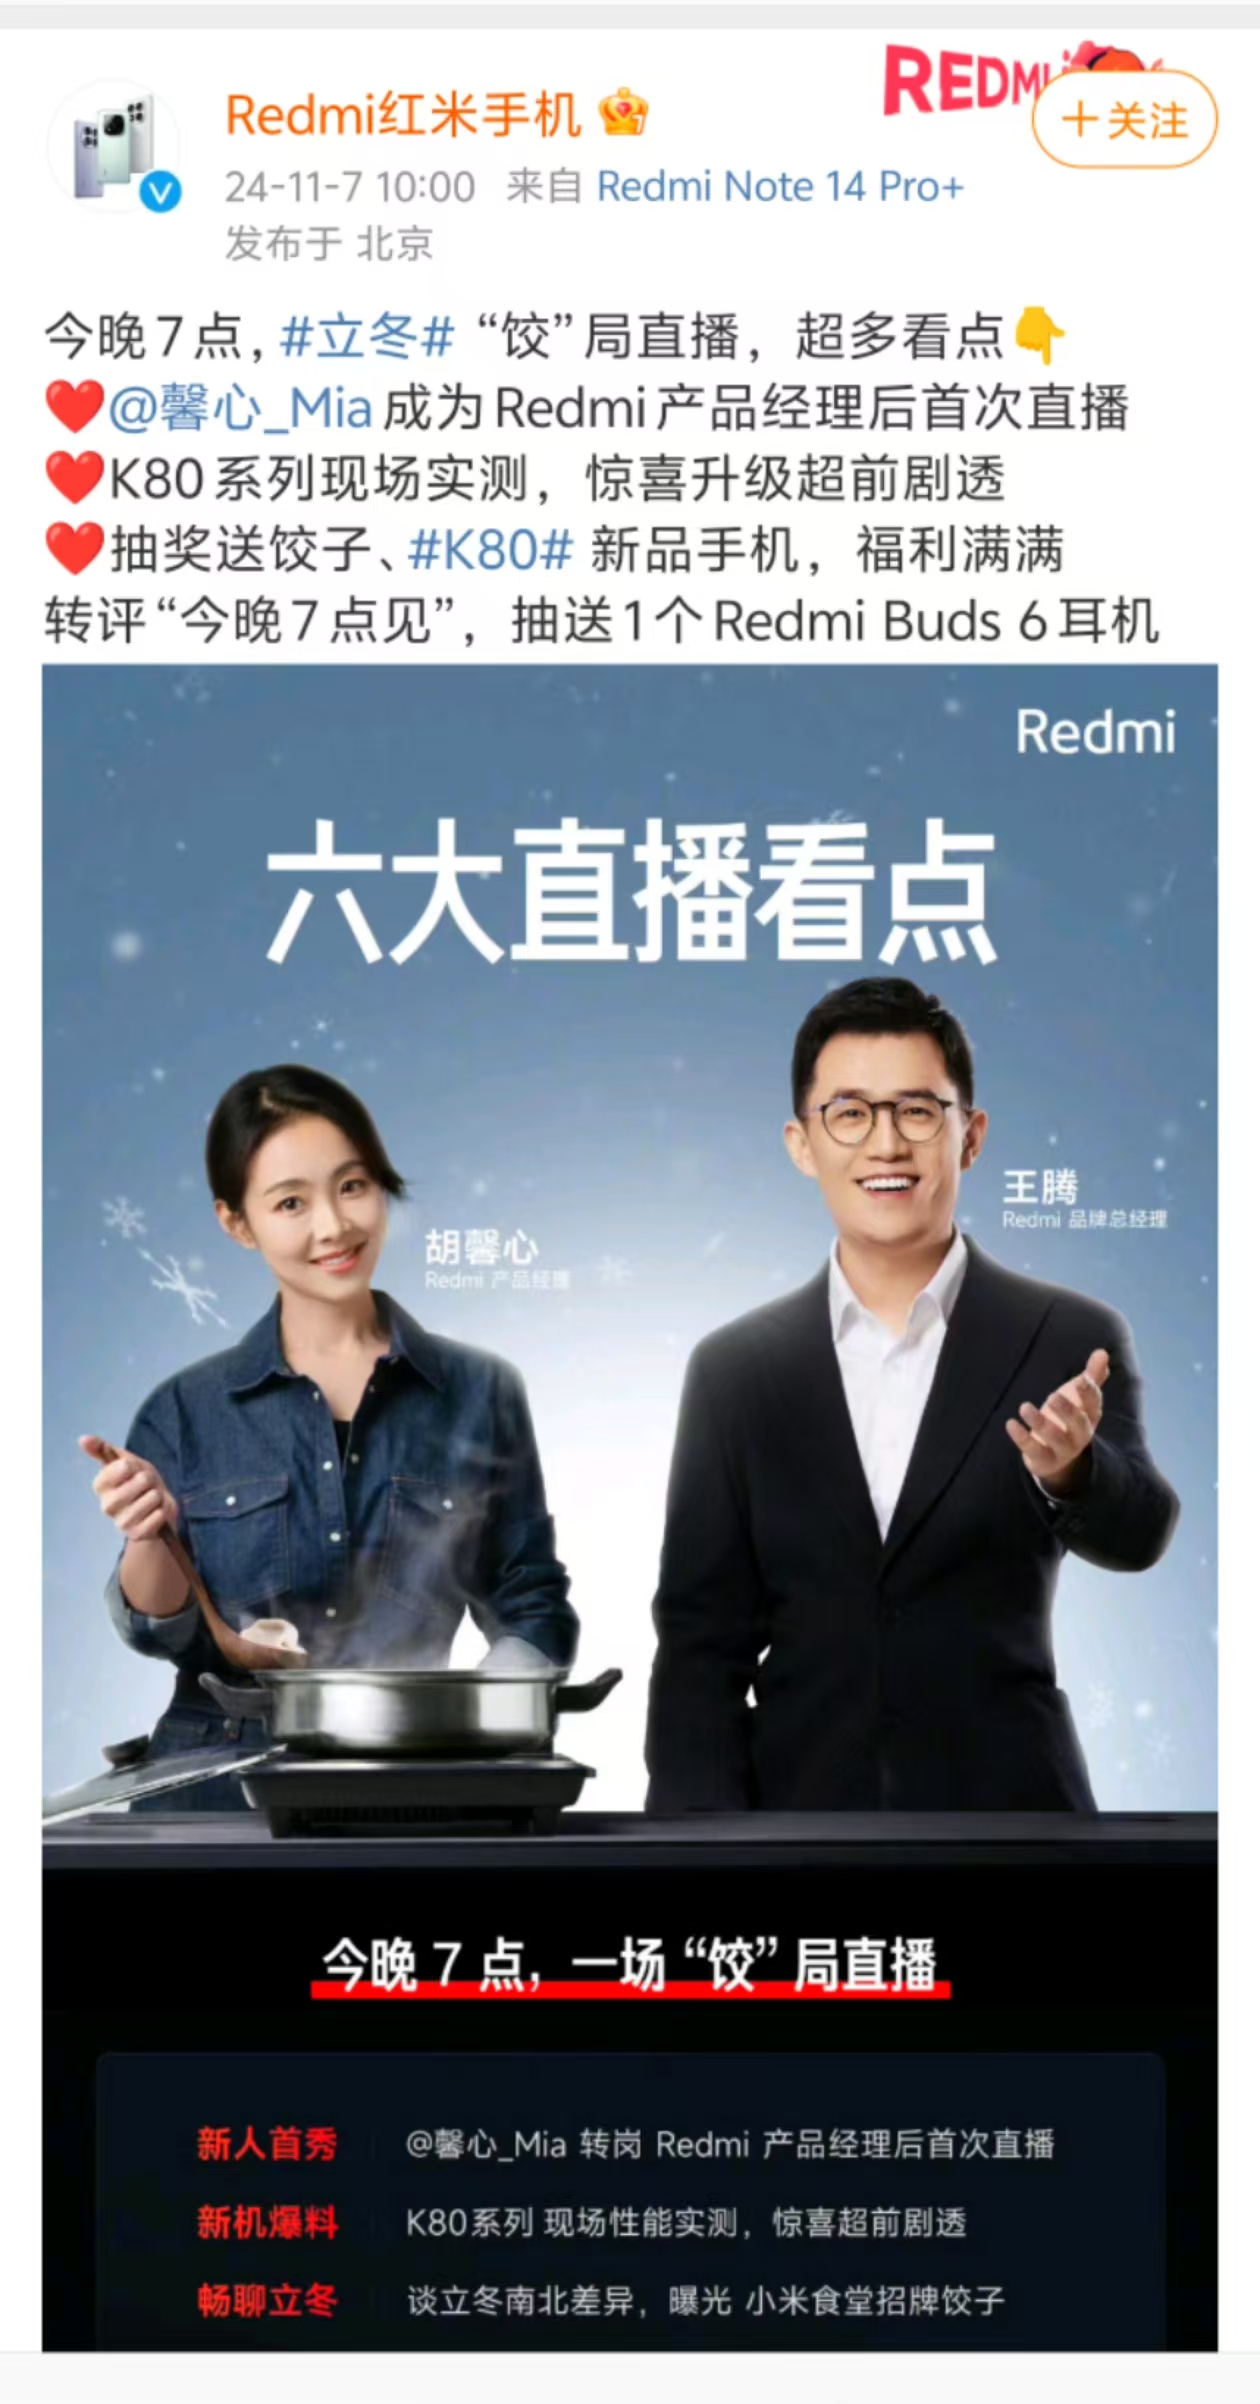 REDMI
Redmi红米手机
+关注
24-11-7 10:00 来自 Redmi Note 14 Pro+
发布于 北京
今晚7点，#立冬# “饺”局直播，超多看点👇
❤️@馨心_Mia 成为Redmi产品经理后首次直播
❤️K80系列现场实测，惊喜升级超前剧透
❤️抽奖送饺子、#K80# 新品手机，福利满满
转评“今晚7点见”，抽送1个Redmi Buds 6耳机
Redmi
六大直播看点
王腾
Redmi 品牌总经理
胡馨心
Redmi 产品经理
今晚 7 点，一场 “饺” 局直播
新人首秀 @馨心_Mia 转岗 Redmi 产品经理后首次直播
新机爆料 K80系列 现场性能实测，惊喜超前剧透
畅聊立冬 谈立冬南北差异，曝光 小米食堂招牌饺子